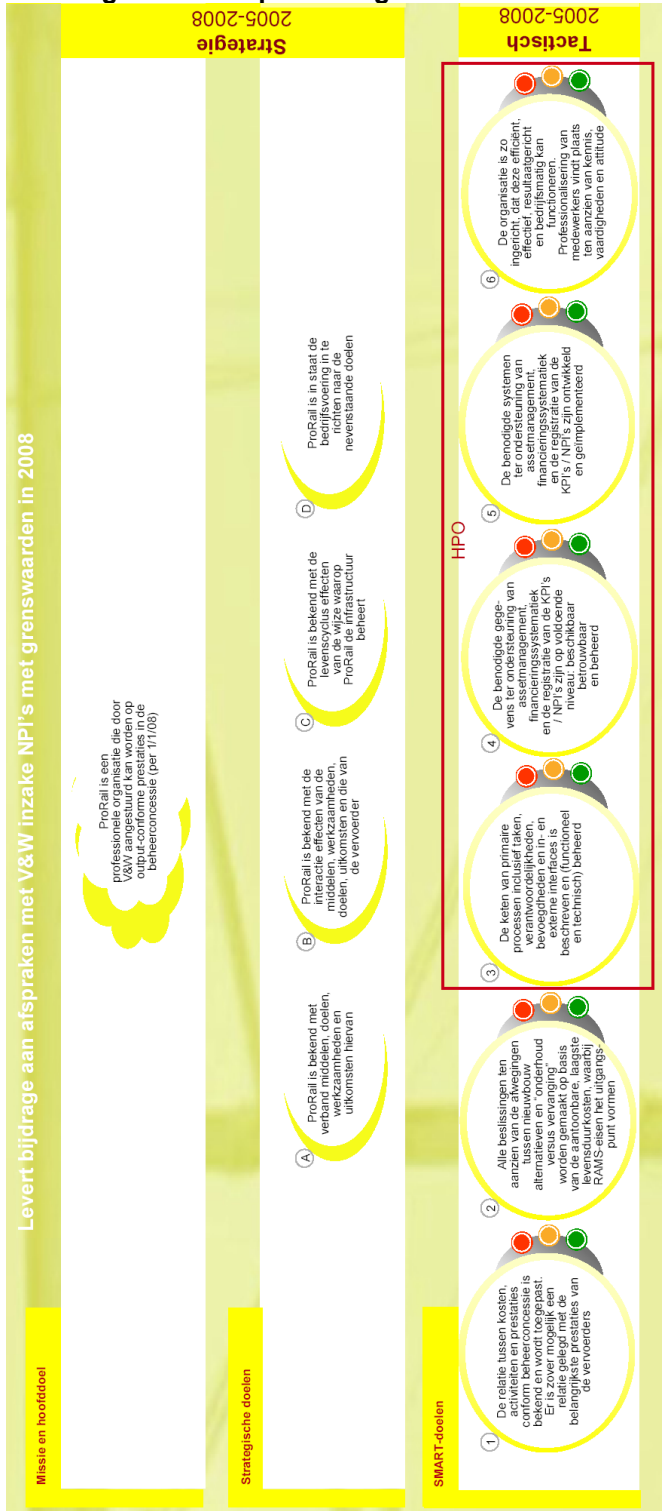 Levert bijdrage aan afspraken met V&W inzake NPI's met grenswaarden in 2008
Missie en hoofddoel
ProRail is een
professionele organisatie die door
V&W aangestuurd kan worden op
output-conforme prestaties in de
beheerconcessie (per 1/1/08)
Strategie
2005-2008
Strategische doelen
A
ProRail is bekend met
verband middelen, doelen,
werkzaamheden en
uitkomsten hiervan
B
ProRail is bekend met de
interactie effecten van de
middelen, werkzaamheden,
doelen, uitkomsten en die van
de vervoerder
C
ProRail is bekend met de
levenscyclus effecten
van de wijze waarop
ProRail de infrastructuur
beheert
D
ProRail is in staat de
bedrijfsvoering in te
richten naar de
nevenstaande doelen
SMART-doelen
Tactisch
2005-2008
1
De relatie tussen kosten,
activiteiten en prestaties
conform beheerconcessie is
bekend en wordt toegepast.
Er is zover mogelijk een
relatie gelegd met de
belangrijkste prestaties van
de vervoerders
2
Alle beslissingen ten
aanzien van de afwegingen
tussen nieuwbouw
alternatieven en "onderhoud
versus vervanging"
worden gemaakt op basis
van de aantoonbare, laagste
levensduurkosten, waarbij
RAMS-eisen het uitgangs-
punt vormen
HPO
3
De keten van primaire
processen inclusief taken,
verantwoordelijkheden,
bevoegdheden en in- en
externe interfaces is
beschreven en (functioneel
en technisch) beheerd
4
De benodigde gege-
vens ter ondersteuning van
assetmanagement,
financieringssystematiek
en de registratie van de KPI's
/ NPI's zijn op voldoende
niveau: beschikbaar
betrouwbaar
en beheerd
5
De benodigde systemen
ter ondersteuning van
assetmanagement,
financieringssystematiek
en de registratie van de
KPI's / NPI's zijn ontwikkeld
en geïmplementeerd
6
De organisatie is zo
ingericht, dat deze efficiënt,
effectief, resultaatgericht
en bedrijfsmatig kan
functioneren.
Professionalisering van
medewerkers vindt plaats
ten aanzien van kennis,
vaardigheden en attitude